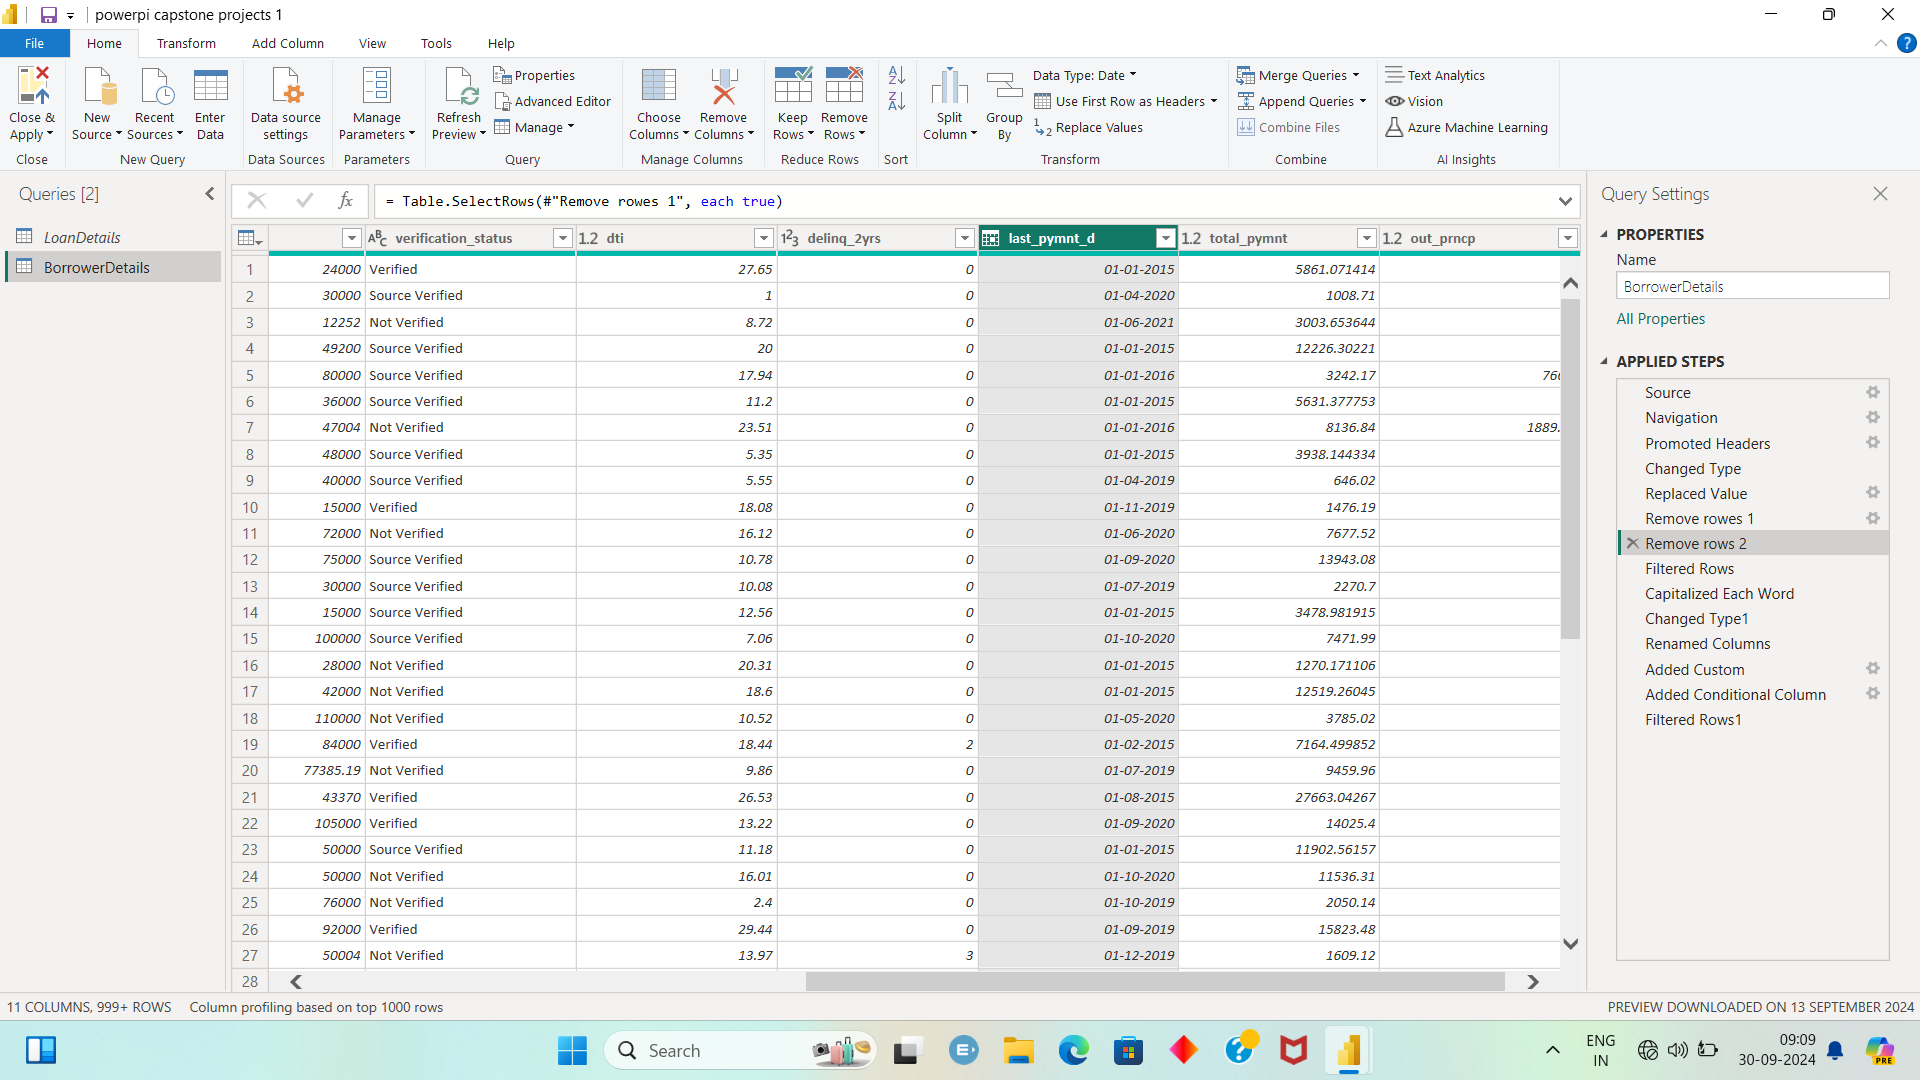 powerpi capstone projects 1
File Home Transform Add Column View Tools Help
Close & Apply
Close
New Source
Recent Sources
Enter Data
New Query
Data source settings
Data Sources
Manage Parameters
Parameters
Refresh Preview
Properties
Advanced Editor
Manage
Query
Choose Columns
Remove Columns
Manage Columns
Keep Rows
Remove Rows
Reduce Rows
Sort
Split Column
Group By
Data Type: Date
Use First Row as Headers
Replace Values
Transform
Merge Queries
Append Queries
Combine Files
Combine
Text Analytics
Vision
Azure Machine Learning
AI Insights
Queries [2]
LoanDetails
BorrowerDetails
= Table.SelectRows(#"Remove rowes 1", each true)
verification_status 1.2 dti 123 delinq_2yrs last_pymnt_d 1.2 total_pymnt 1.2 out_prncp
1 24000 Verified 27.65 0 01-01-2015 5861.071414
2 30000 Source Verified 1 0 01-04-2020 1008.71
3 12252 Not Verified 8.72 0 01-06-2021 3003.653644
4 49200 Source Verified 20 0 01-01-2015 12226.30221
5 80000 Source Verified 17.94 0 01-01-2016 3242.17
6 36000 Source Verified 11.2 0 01-01-2015 5631.377753
7 47004 Not Verified 23.51 0 01-01-2016 8136.84 1889.
8 48000 Source Verified 5.35 0 01-01-2015 3938.144334
9 40000 Source Verified 5.55 0 01-04-2019 646.02
10 15000 Verified 18.08 0 01-11-2019 1476.19
11 72000 Not Verified 16.12 0 01-06-2020 7677.52
12 75000 Source Verified 10.78 0 01-09-2020 13943.08
13 30000 Source Verified 10.08 0 01-07-2019 2270.7
14 15000 Source Verified 12.56 0 01-01-2015 3478.981915
15 100000 Source Verified 7.06 0 01-10-2020 7471.99
16 28000 Not Verified 20.31 0 01-01-2015 1270.171106
17 42000 Not Verified 18.6 0 01-01-2015 12519.26045
18 110000 Not Verified 10.52 0 01-05-2020 3785.02
19 84000 Verified 18.44 2 01-02-2015 7164.499852
20 77385.19 Not Verified 9.86 0 01-07-2019 9459.96
21 43370 Verified 26.53 0 01-08-2015 27663.04267
22 105000 Verified 13.22 0 01-09-2020 14025.4
23 50000 Source Verified 11.18 0 01-01-2015 11902.56157
24 50000 Not Verified 16.01 0 01-10-2020 11536.31
25 76000 Not Verified 2.4 0 01-10-2019 2050.14
26 92000 Verified 29.44 0 01-09-2019 15823.48
27 50004 Not Verified 13.97 3 01-12-2019 1609.12
28
Query Settings
PROPERTIES
Name
BorrowerDetails
All Properties
APPLIED STEPS
Source
Navigation
Promoted Headers
Changed Type
Replaced Value
Remove rowes 1
Remove rows 2
Filtered Rows
Capitalized Each Word
Changed Type1
Renamed Columns
Added Custom
Added Conditional Column
Filtered Rows1
11 COLUMNS, 999+ ROWS Column profiling based on top 1000 rows
PREVIEW DOWNLOADED ON 13 SEPTEMBER 2024
Search
ENG
IN
09:09
30-09-2024
PRE